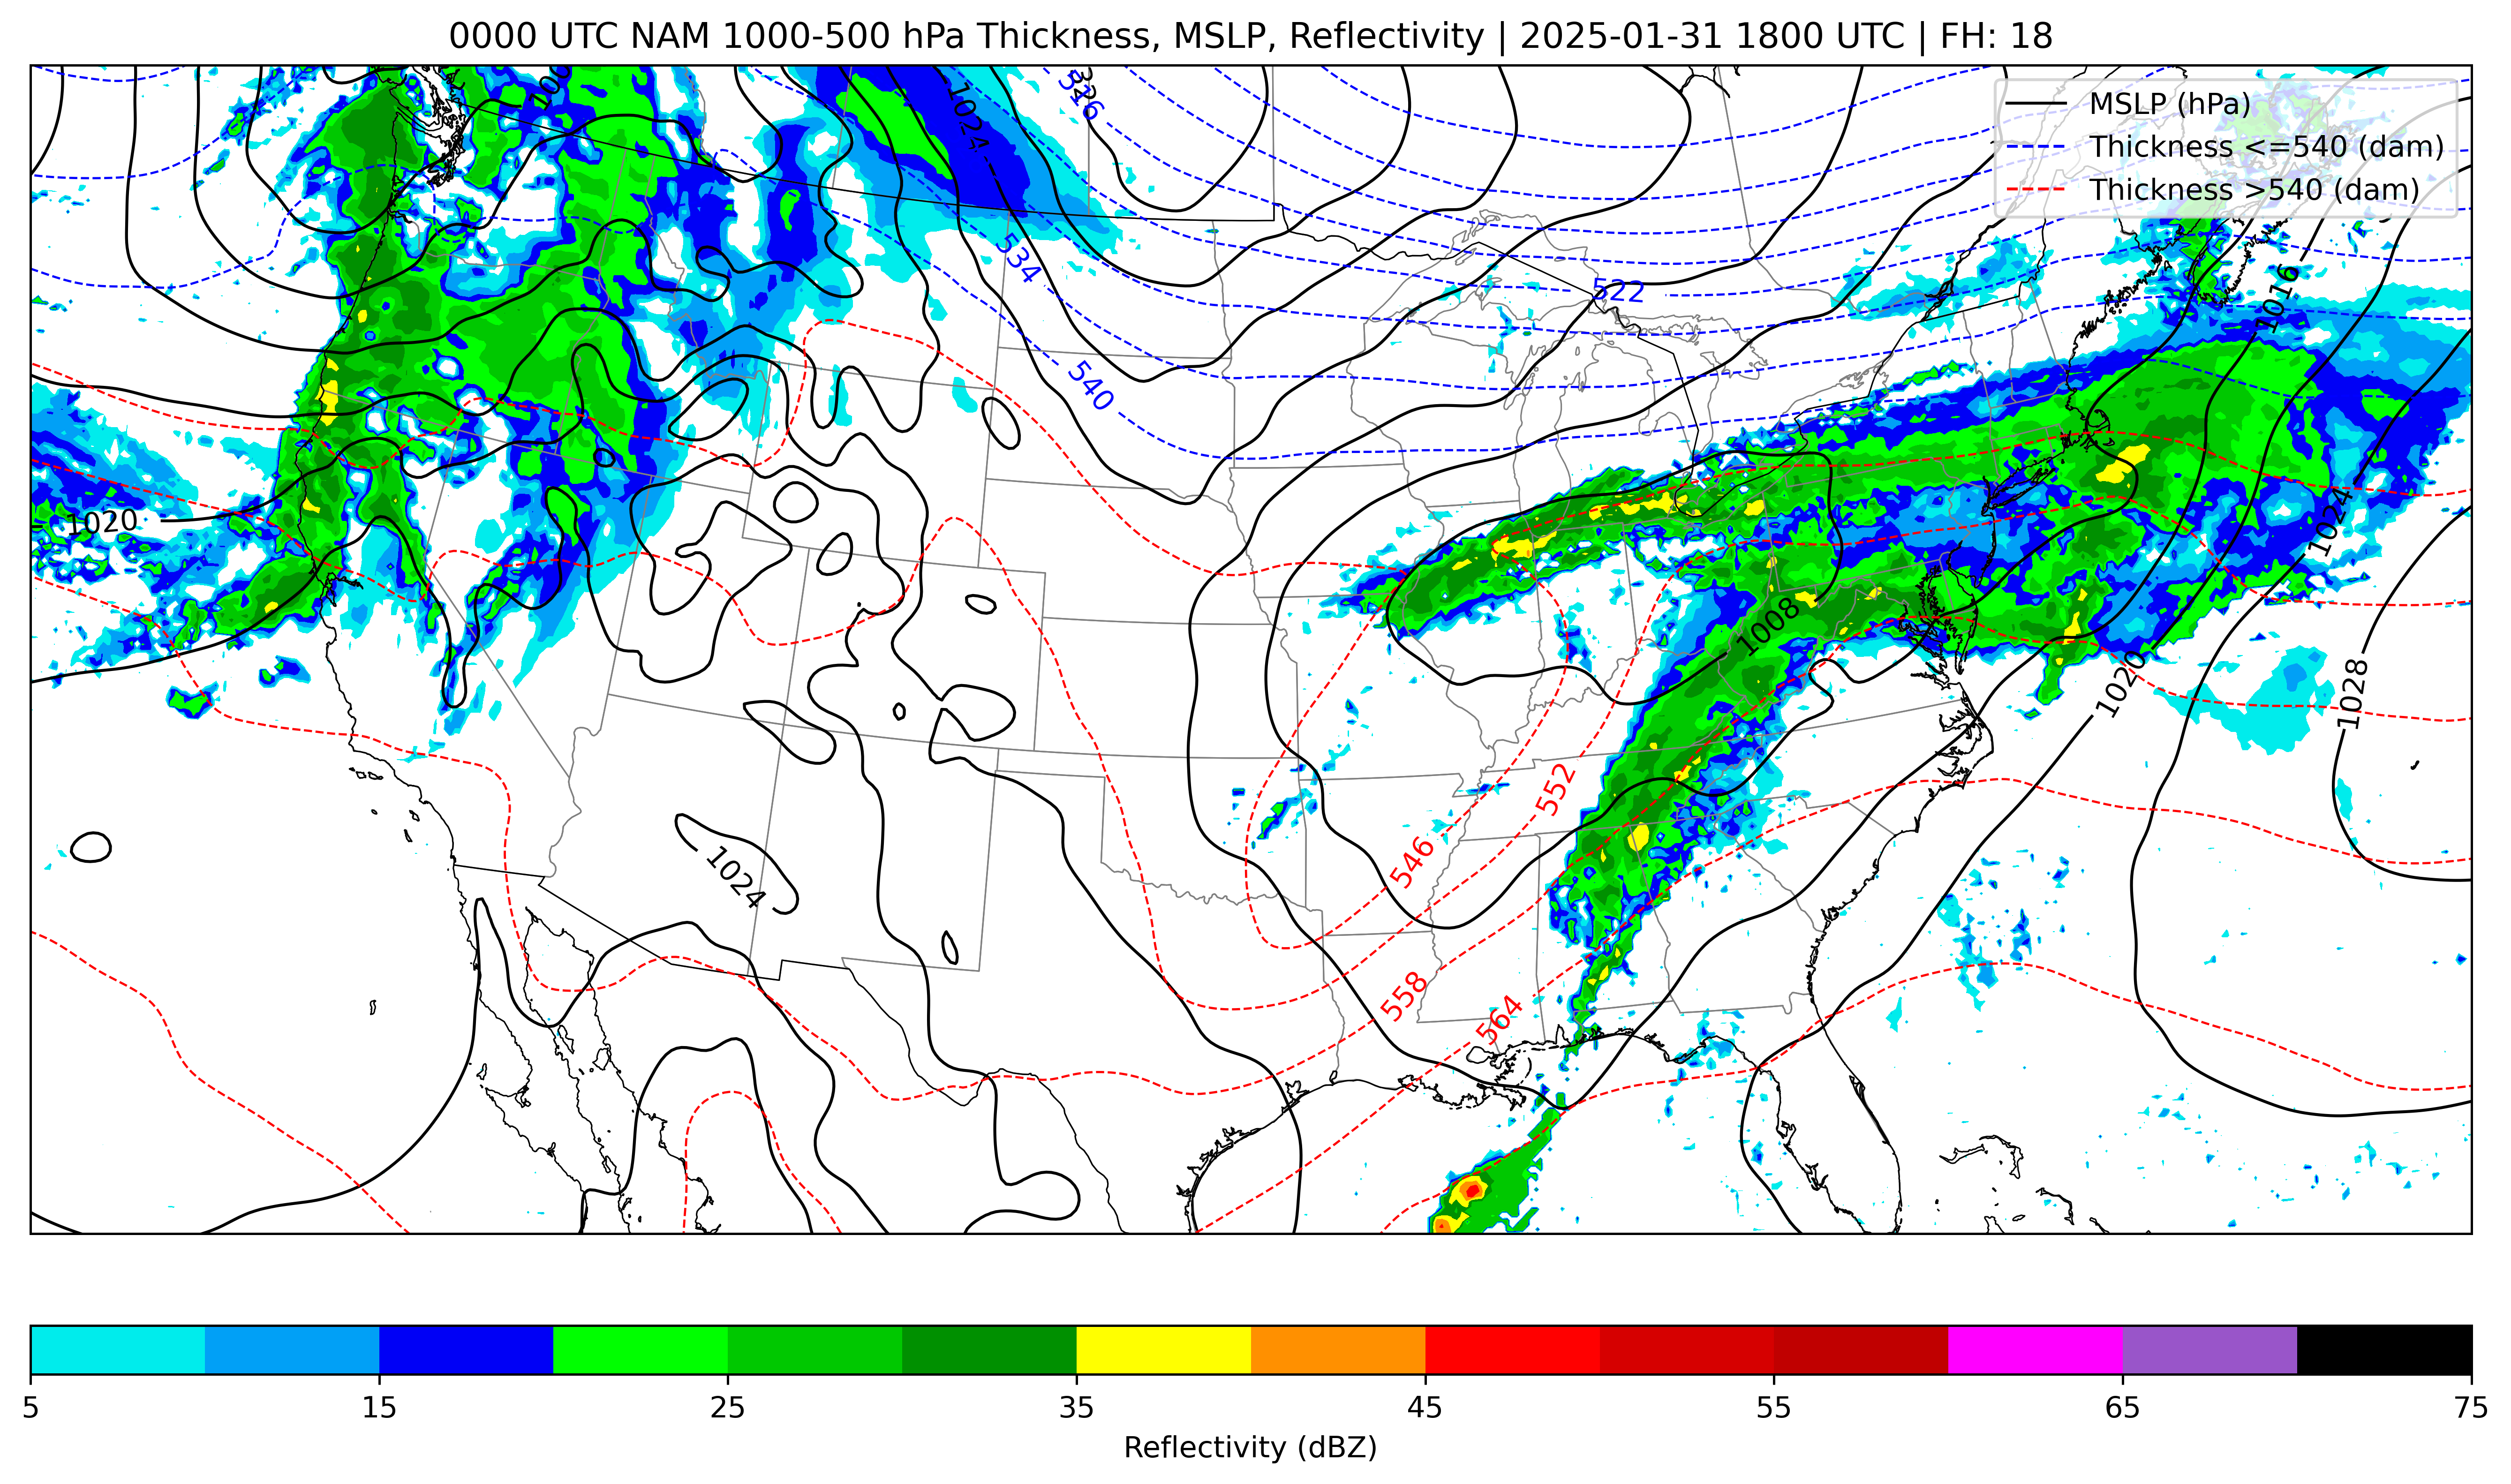 0000 UTC NAM 1000-500 hPa Thickness, MSLP, Reflectivity | 2025-01-31 1800 UTC | FH: 18
MSLP (hPa)
Thickness <=540 (dam)
Thickness >540 (dam)
516
1024
534
522
540
1016
1020
1024
1008
1028
1020
552
546
1024
558
564
5 15 25 35 45 55 65 75
Reflectivity (dBZ)